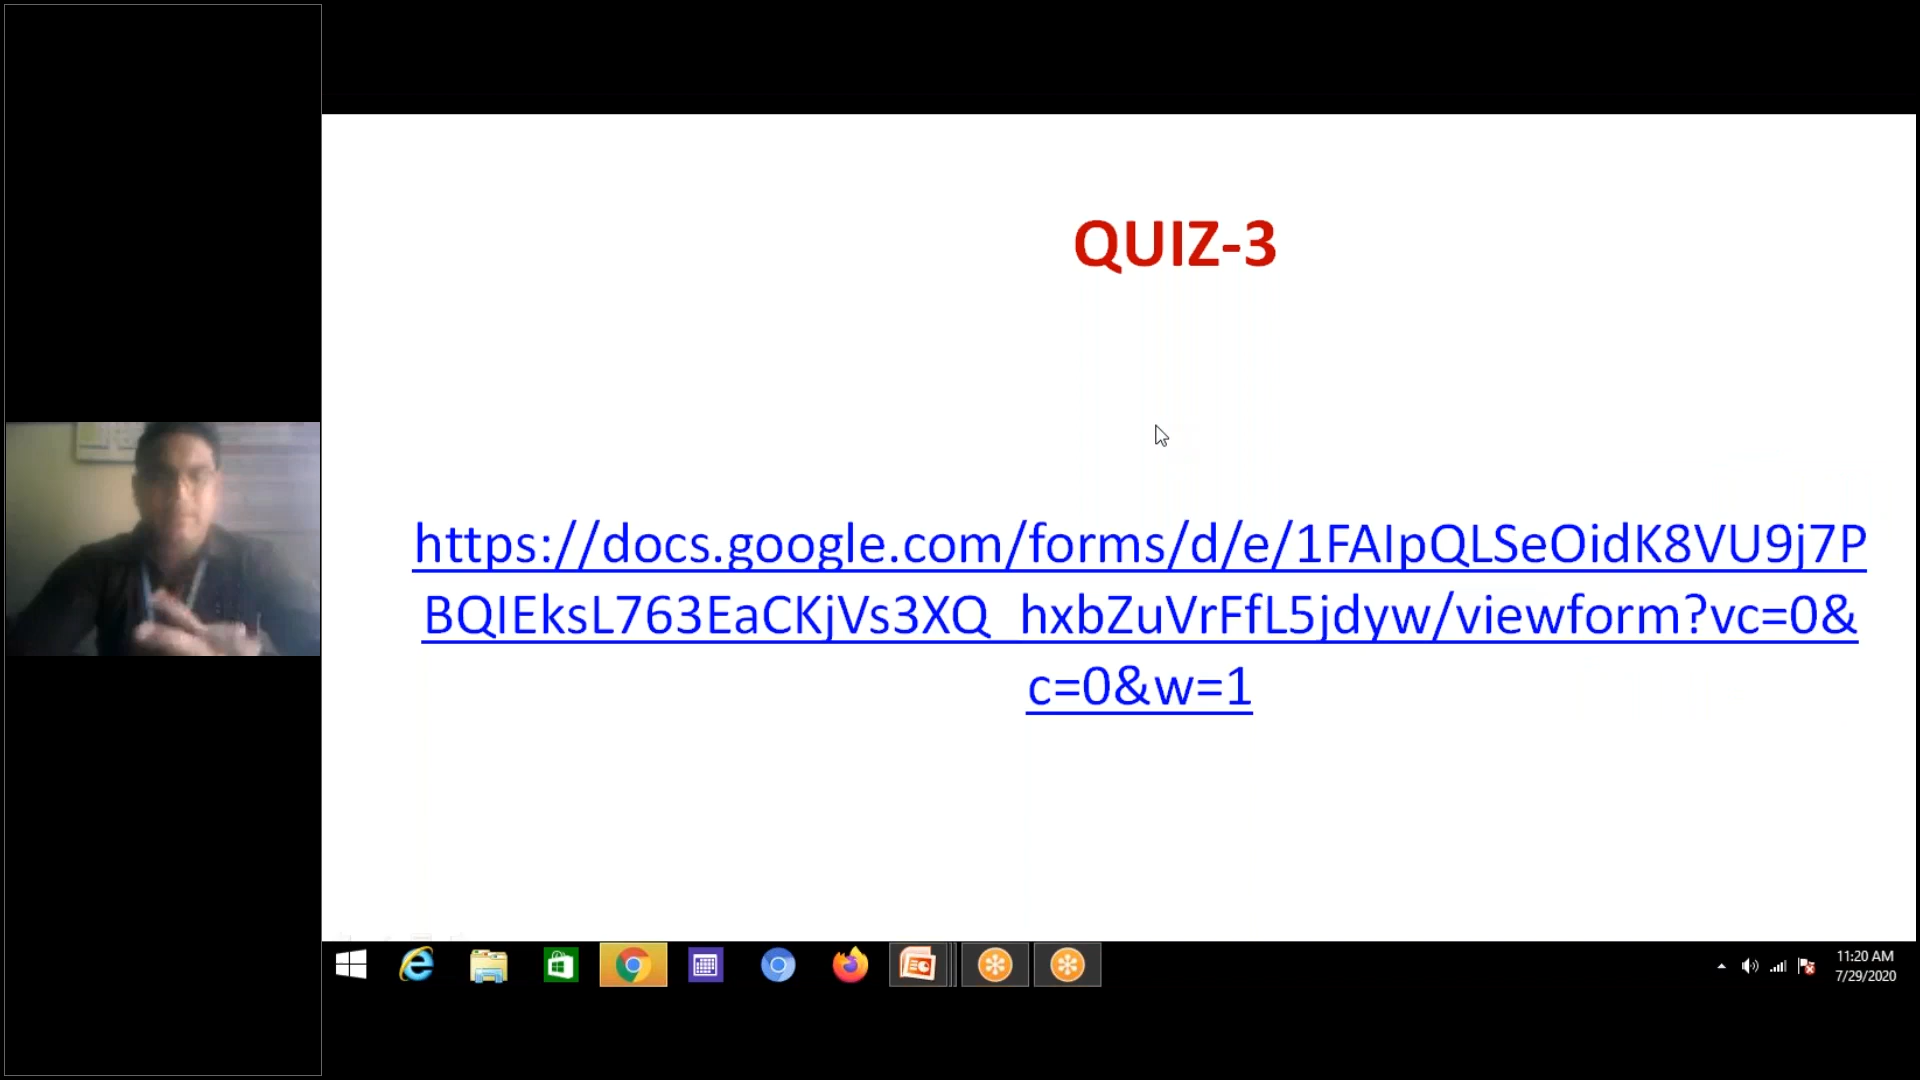 QUIZ-3
https://docs.google.com/forms/d/e/1FAIpQLSeOidK8VU9j7P
BQIEksL763EaCKjVs3XQ_hxbZuVrFfL5jdyw/viewform?vc=0&
c=0&w=1
11:20 AM
7/29/2020